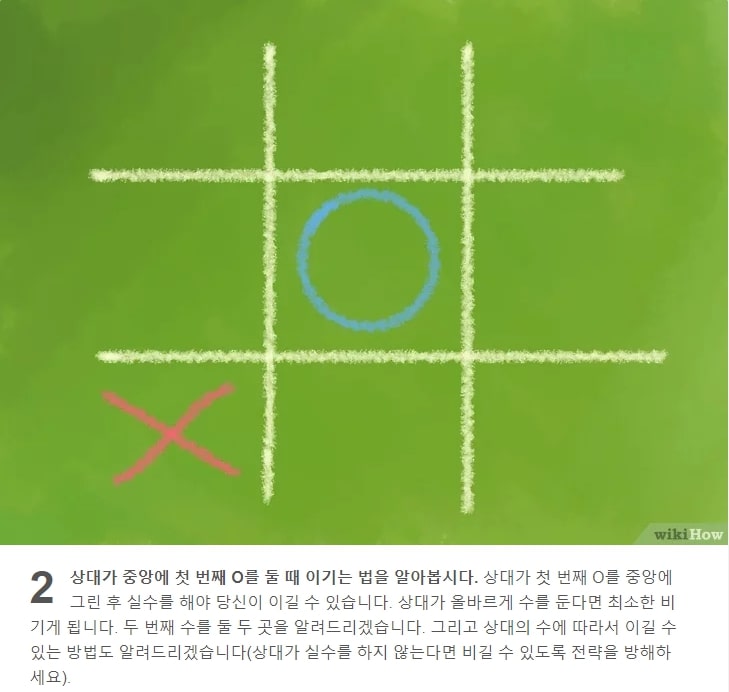 wikiHow
2 상대가 중앙에 첫 번째 O를 둘 때 이기는 법을 알아봅시다. 상대가 첫 번째 O를 중앙에
그린 후 실수를 해야 당신이 이길 수 있습니다. 상대가 올바르게 수를 둔다면 최소한 비
기게 됩니다. 두 번째 수를 둘 두 곳을 알려드리겠습니다. 그리고 상대의 수에 따라서 이길 수
있는 방법도 알려드리겠습니다(상대가 실수를 하지 않는다면 비길 수 있도록 전략을 방해하
세요).